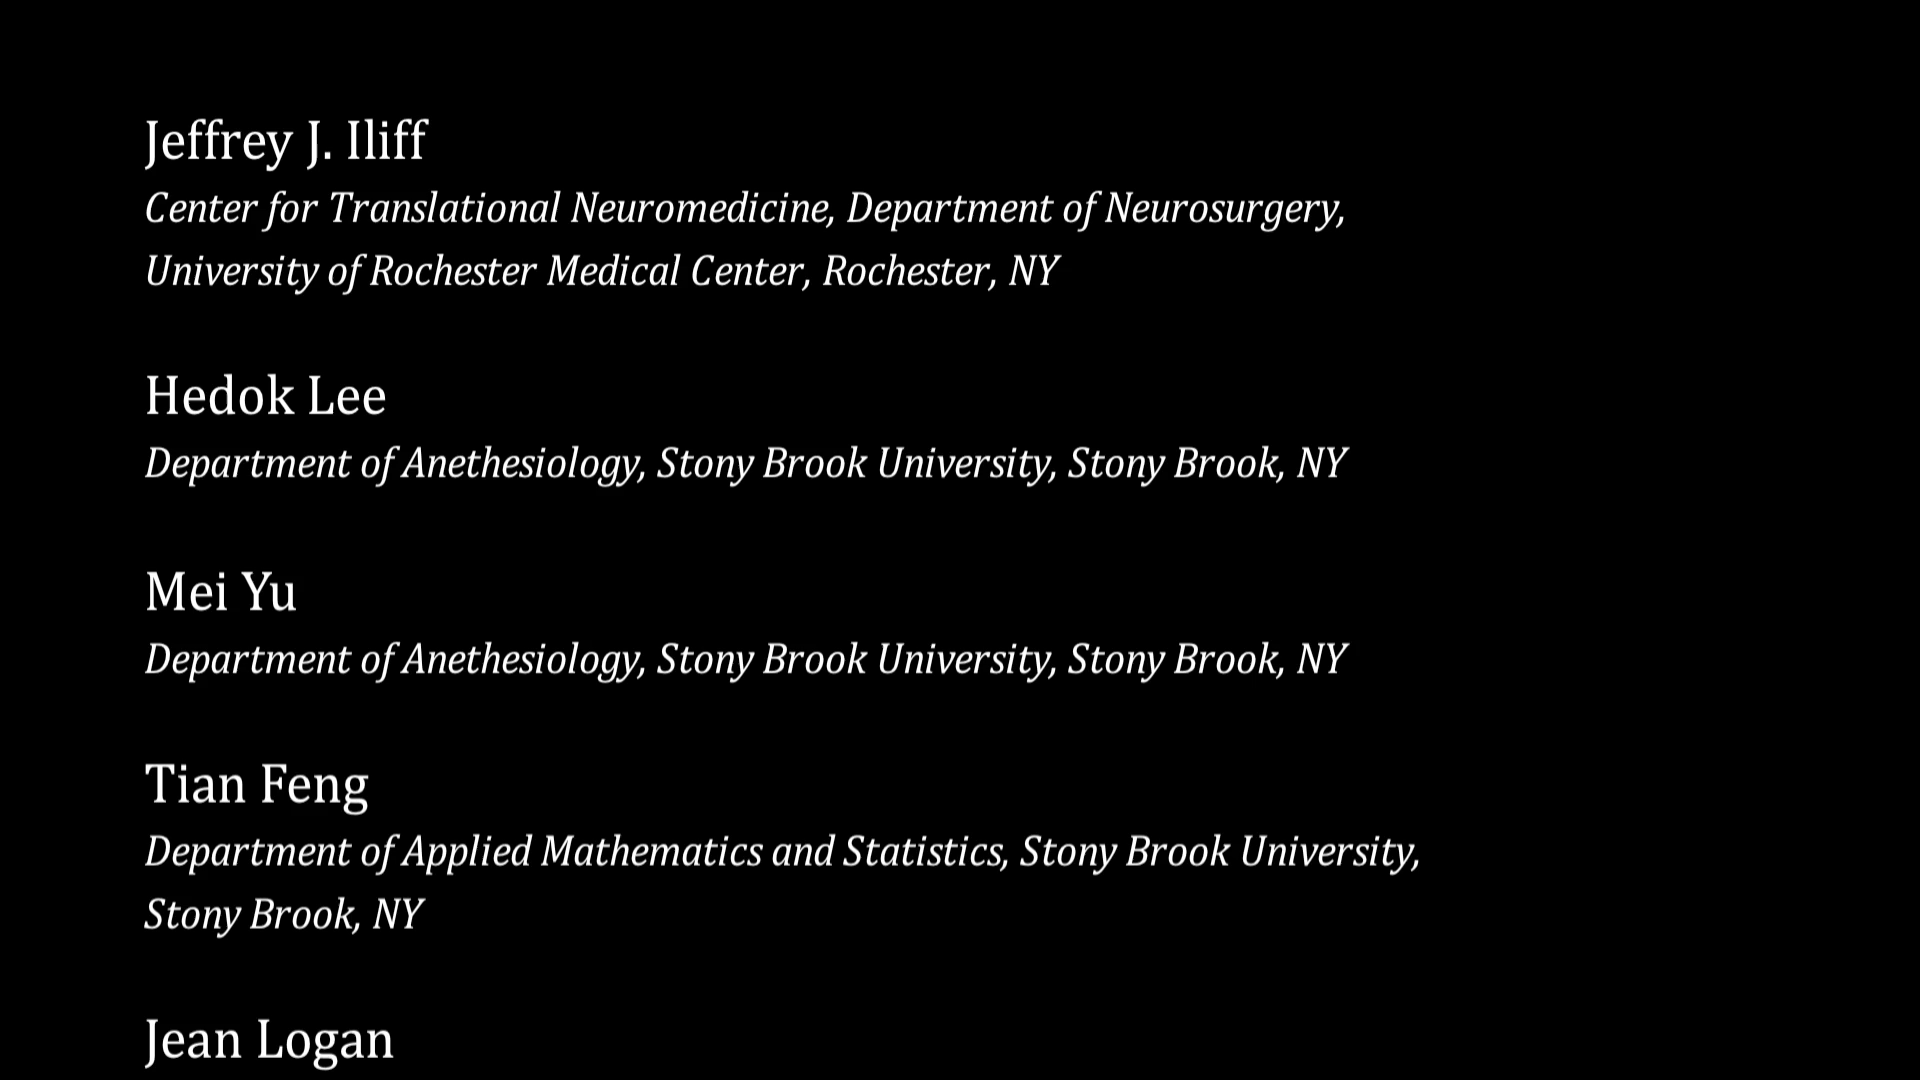 Jeffrey J. Iliff
Center for Translational Neuromedicine, Department of Neurosurgery,
University of Rochester Medical Center, Rochester, NY
Hedok Lee
Department of Anethesiology, Stony Brook University, Stony Brook, NY
Mei Yu
Department of Anethesiology, Stony Brook University, Stony Brook, NY
Tian Feng
Department of Applied Mathematics and Statistics, Stony Brook University,
Stony Brook, NY
Jean Logan